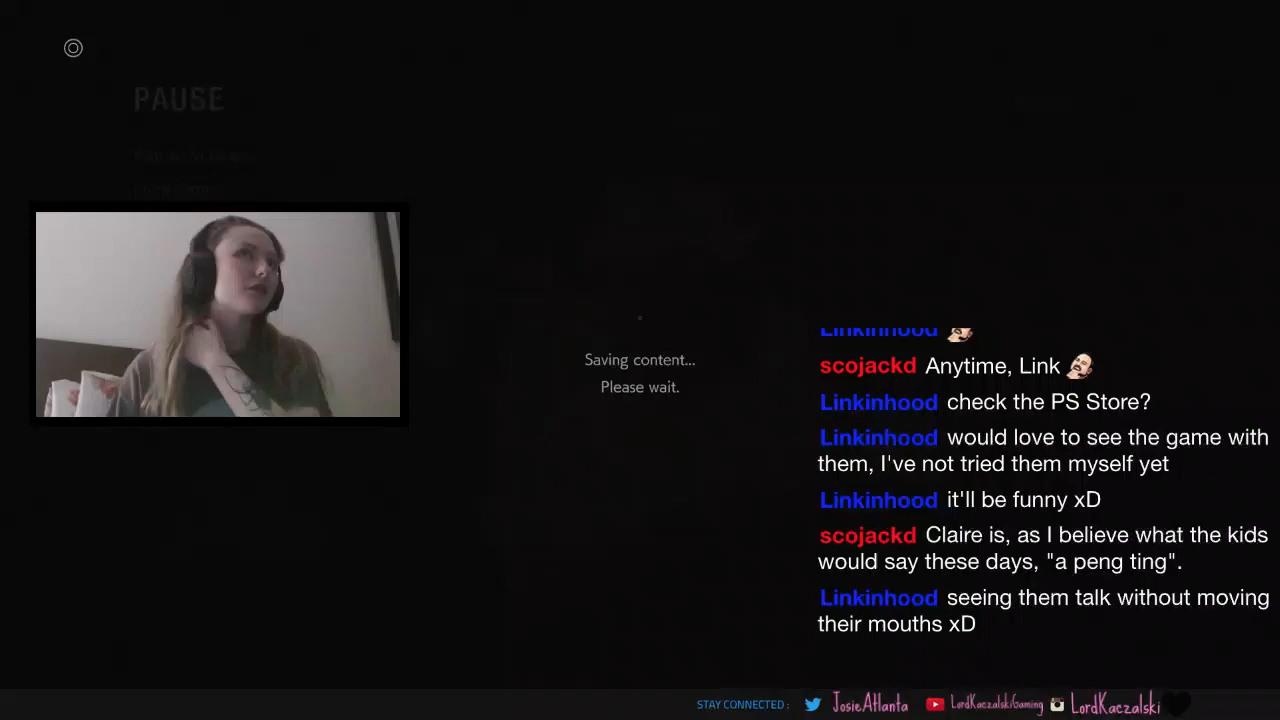 PAUSE
Saving content...
Please wait.
Linkinhood
scojackd Anytime, Link
Linkinhood check the PS Store?
Linkinhood would love to see the game with
them, I've not tried them myself yet
Linkinhood it'll be funny xD
scojackd Claire is, as I believe what the kids
would say these days, "a peng ting".
Linkinhood seeing them talk without moving
their mouths xD
STAY CONNECTED : JosieAtlanta LordKaczalskiGaming LordKaczalski